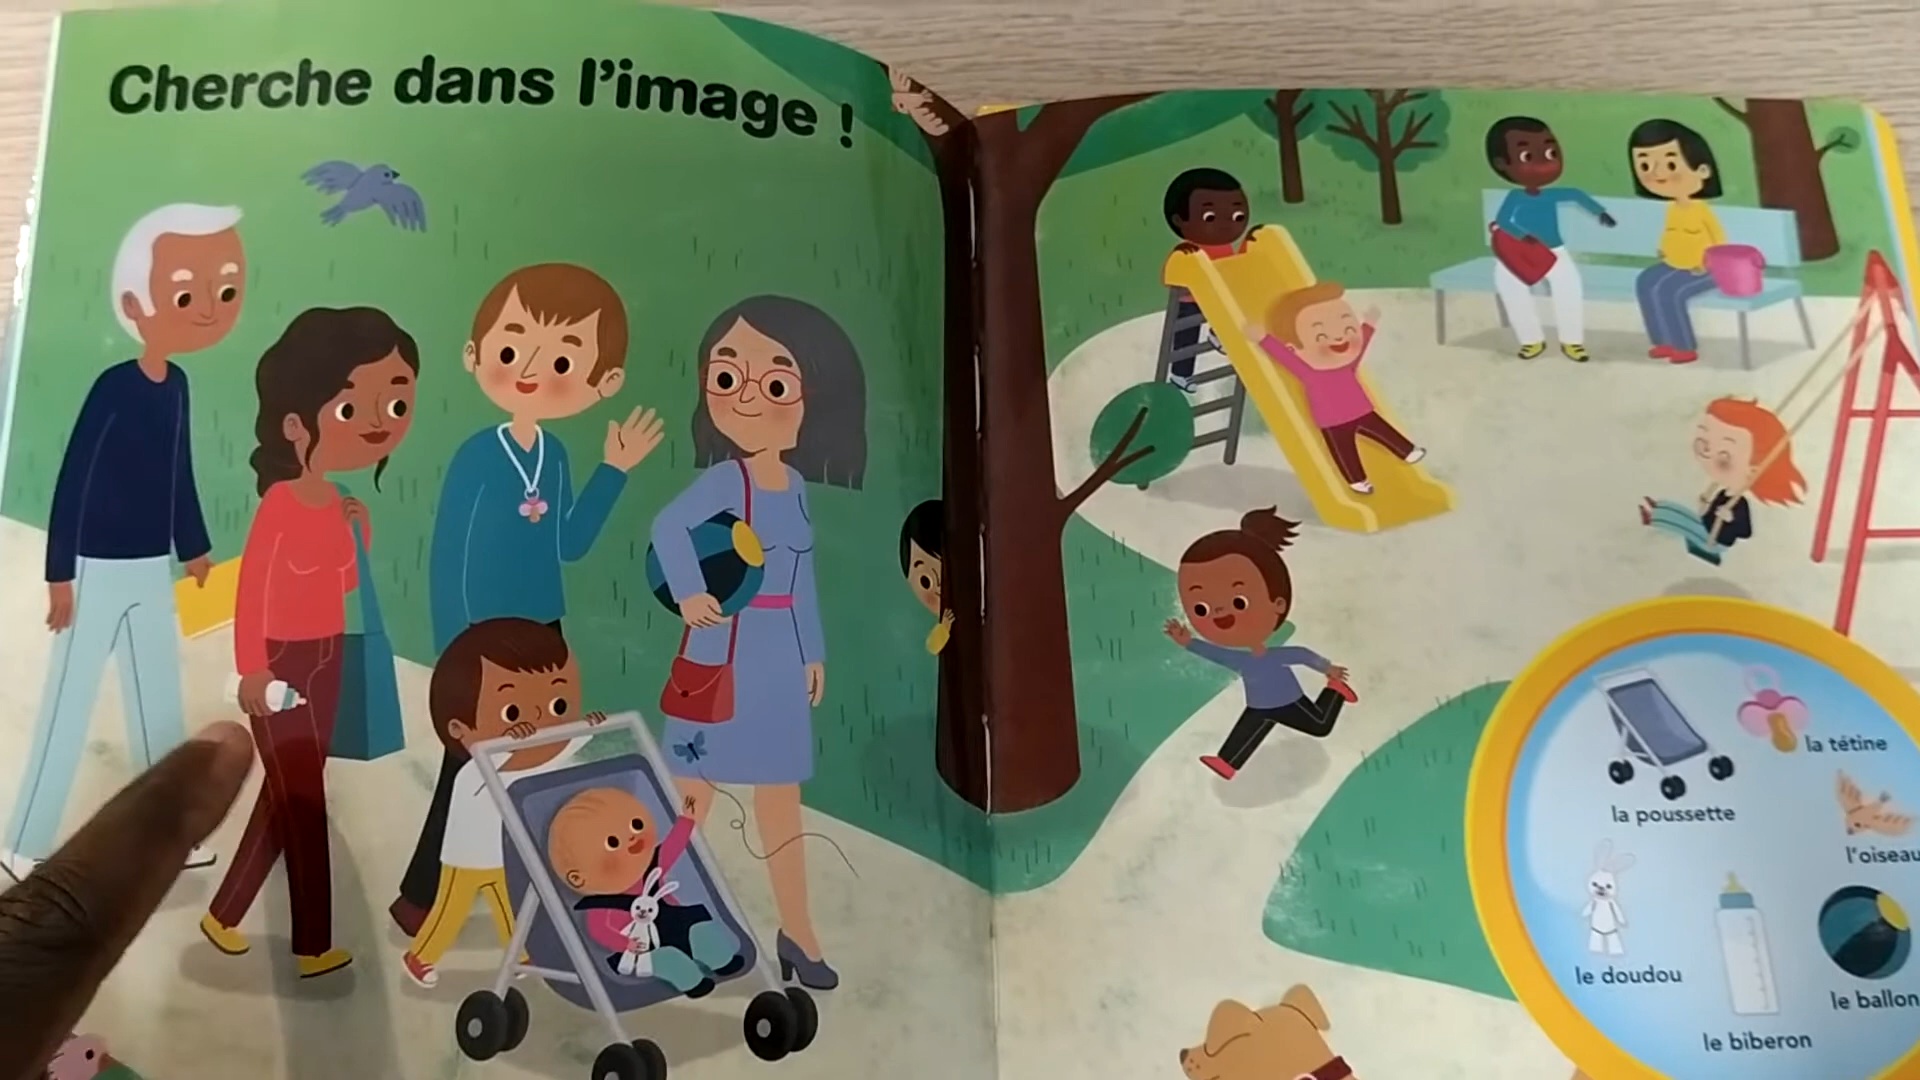 Cherche dans l'image !
la tétine
la poussette
l'oiseau
le doudou
le ballon
le biberon